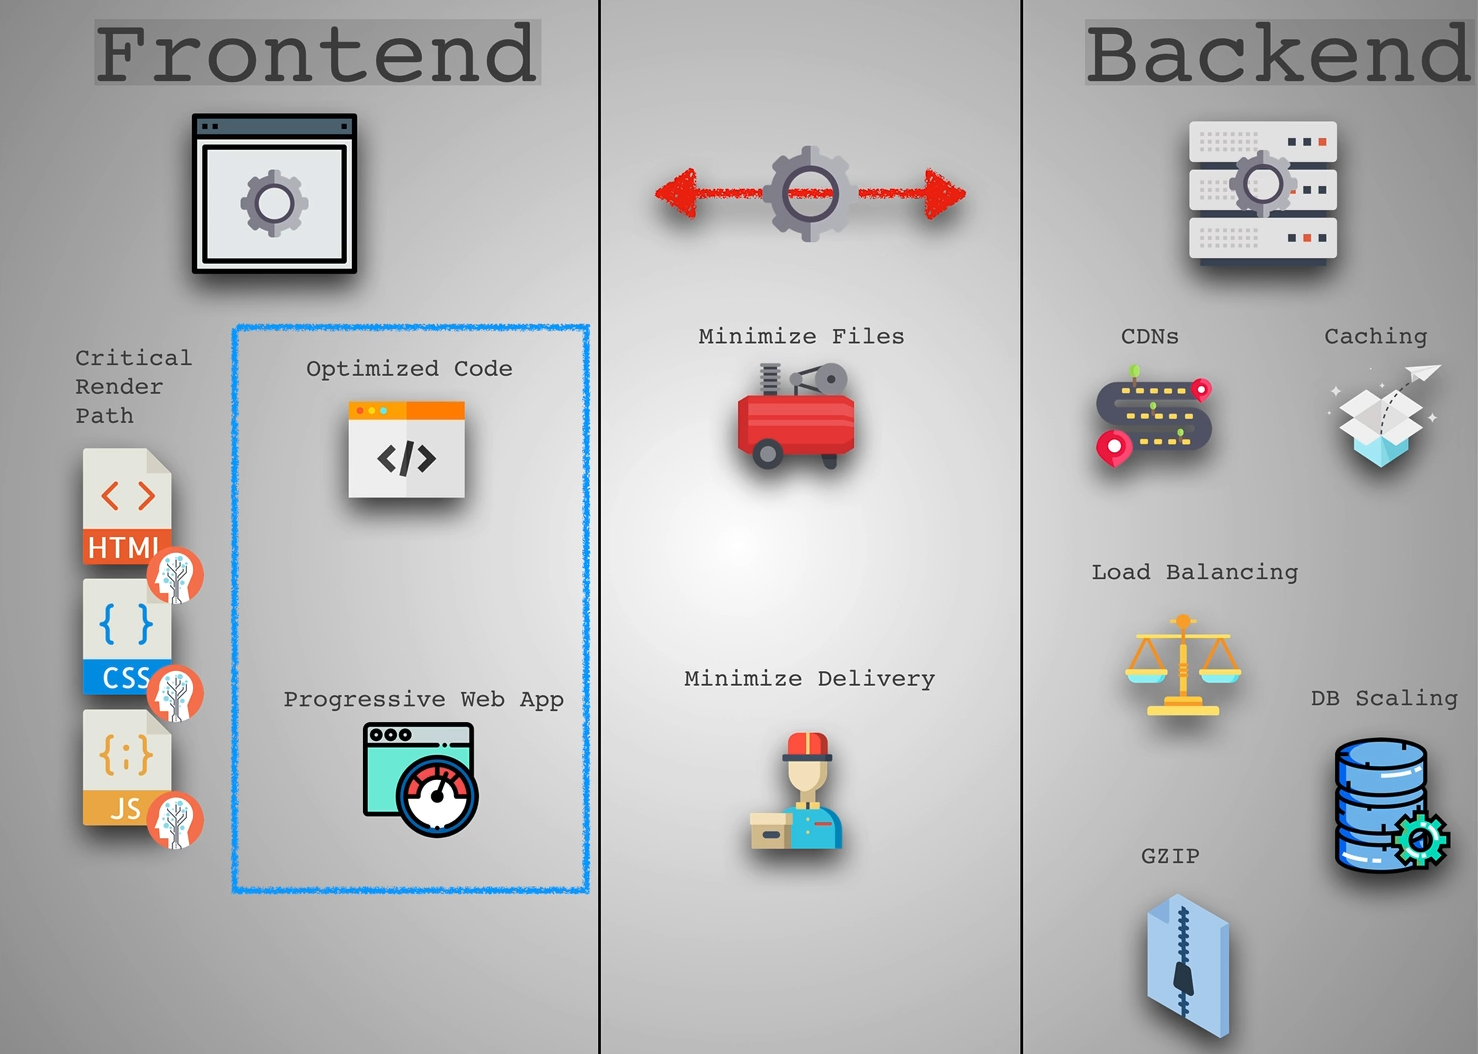 Frontend
Backend
Critical
Render
Path
HTML
CSS
JS
Optimized Code
</>
Progressive Web App
Minimize Files
Minimize Delivery
CDNs
Caching
Load Balancing
DB Scaling
GZIP